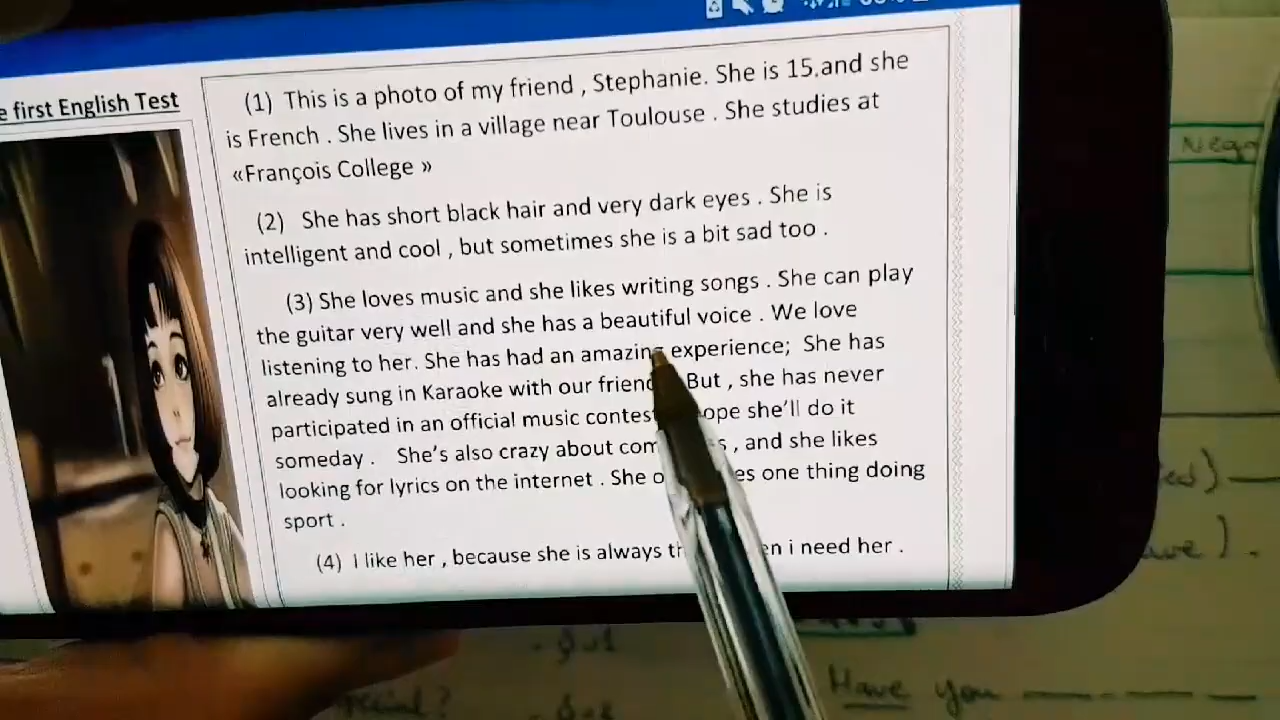 first English Test
(1) This is a photo of my friend , Stephanie. She is 15.and she
is French . She lives in a village near Toulouse . She studies at
«François College »
(2) She has short black hair and very dark eyes . She is
intelligent and cool , but sometimes she is a bit sad too .
(3) She loves music and she likes writing songs . She can play
the guitar very well and she has a beautiful voice . We love
listening to her. She has had an amazing experience; She has
already sung in Karaoke with our But , she has never
participated in an official music contest she'll do it
someday . She's also crazy about , and she likes
looking for lyrics on the internet . She one thing doing
sport .
(4) I like her , because she is always i need her .
Have you